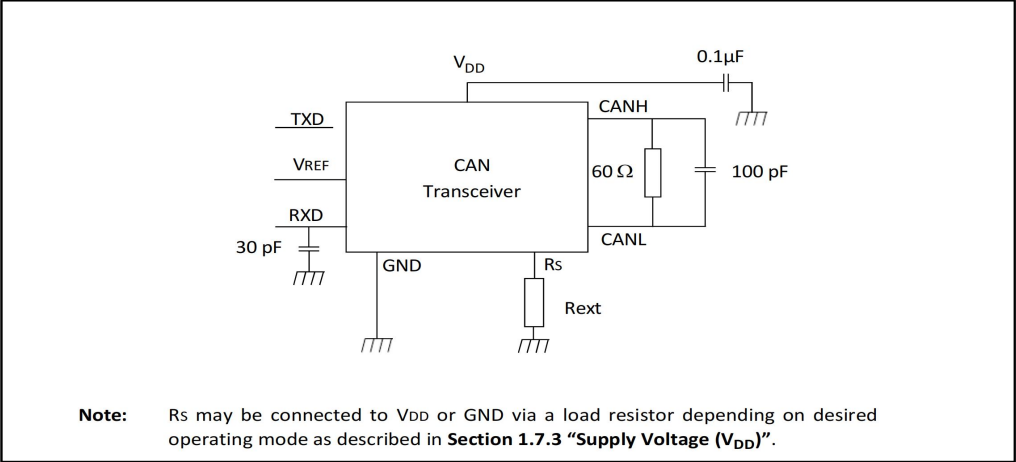 VDD
0.1μF
CANH
TXD
VREF
CAN
Transceiver
60 Ω
100 pF
RXD
30 pF
CANL
GND
RS
Rext
Note: RS may be connected to VDD or GND via a load resistor depending on desired
operating mode as described in Section 1.7.3 “Supply Voltage (VDD)”.